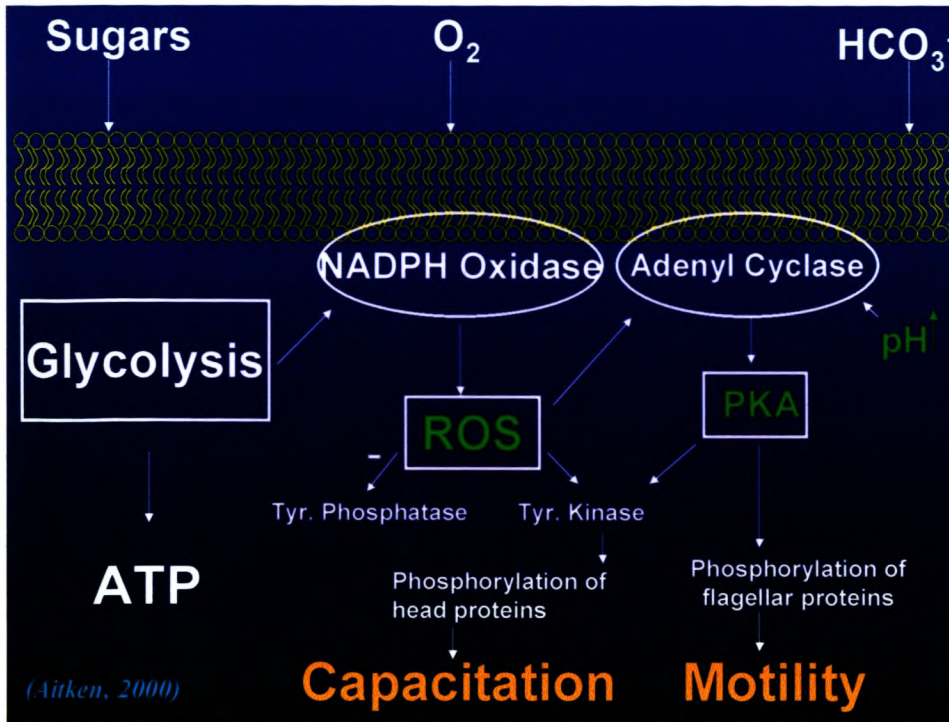 Sugars
O₂
HCO₃⁻
NADPH Oxidase
Adenyl Cyclase
Glycolysis
pH
ROS
PKA
–
Tyr. Phosphatase
Tyr. Kinase
ATP
Phosphorylation of
head proteins
Phosphorylation of
flagellar proteins
(Aitken, 2000)
Capacitation
Motility